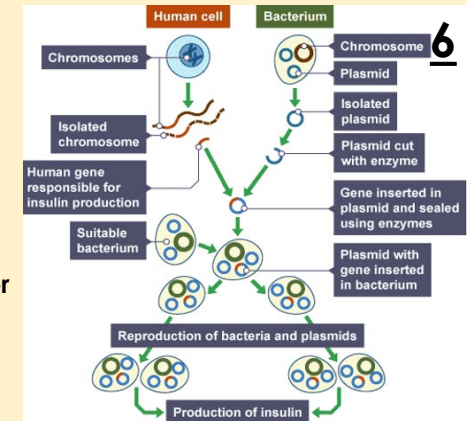 Human cell
Bacterium
6
Chromosomes
Chromosome
Plasmid
Isolated
chromosome
Isolated
plasmid
Human gene
responsible for
insulin production
Plasmid cut
with enzyme
Gene inserted in
plasmid and sealed
using enzymes
Suitable
bacterium
Plasmid with
gene inserted
in bacterium
or
Reproduction of bacteria and plasmids
Production of insulin